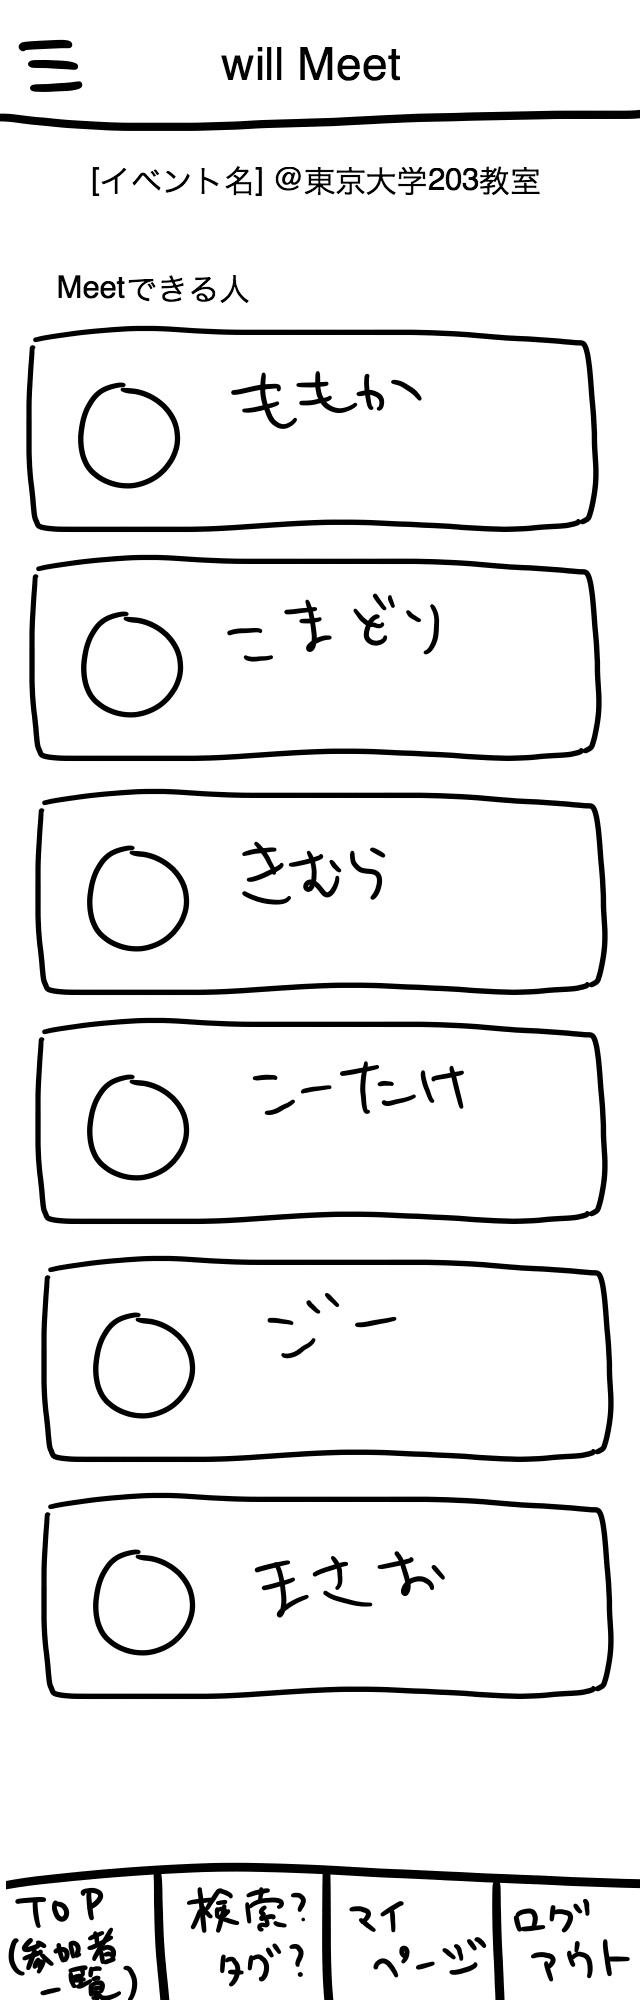 will Meet
[イベント名] @東京大学203教室
Meetできる人
ももか
こまどり
きむら
こーたけ
ジー
まさお
TOP
(参加者
一覧)
検索?
タグ?
マイ
ページ
ログ
アウト